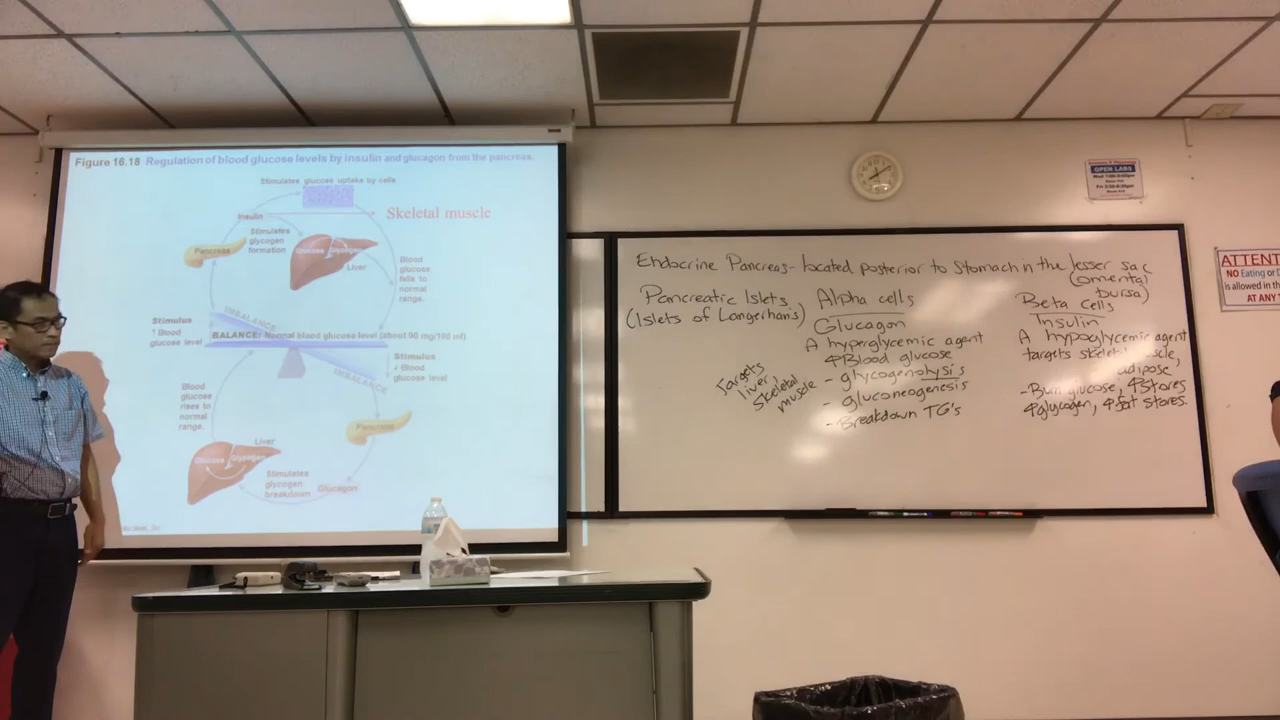 Figure 16.18 Regulation of blood glucose levels by insulin and glucagon from the pancreas.
Stimulates glucose uptake by cells
Insulin
Skeletal muscle
Stimulates
glycogen
formation
Pancreas
Glucose
Glycogen
Liver
Blood
glucose
falls to
normal
range.
IMBALANCE
Stimulus
↑ Blood
glucose level
BALANCE: Normal blood glucose level (about 90 mg/100 ml)
Stimulus
↓ Blood
glucose level
IMBALANCE
Blood
glucose
rises to
normal
range.
Pancreas
Liver
Glucose
Glycogen
Stimulates
glycogen
breakdown
Glucagon
Endocrine Pancreas - located posterior to Stomach in the lesser sac
(omental
bursa)
Pancreatic Islets
(Islets of Langerhans)
Alpha cells
Glucagon
A hyperglycemic agent
↑Blood glucose
- glycogenolysis
- gluconeogenesis
- Breakdown TG's
Targets
liver
Skeletal
muscle
Beta cells
Insulin
A hypoglycemic agent
targets skeletal muscle,
adipose
- Burn glucose, ↑stores
↑glycogen, ↑fat stores.
OPEN LABS
ATTENT
NO Eating or D
is allowed in the
AT ANY